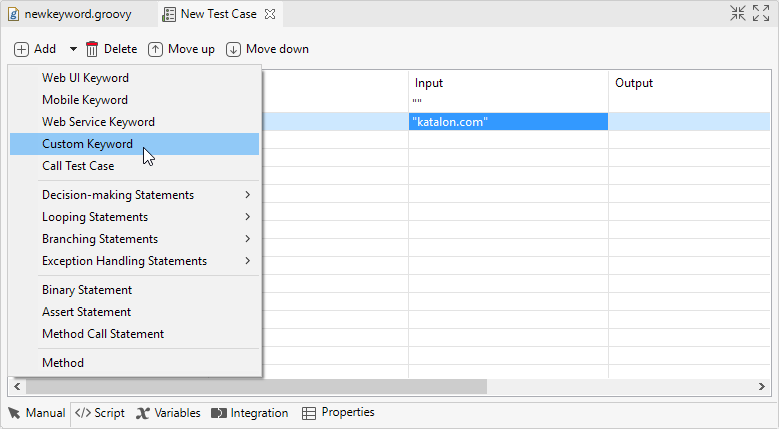 newkeyword.groovy New Test Case
Add Delete Move up Move down
Input Output
""
"katalon.com"
Web UI Keyword
Mobile Keyword
Web Service Keyword
Custom Keyword
Call Test Case
Decision-making Statements
Looping Statements
Branching Statements
Exception Handling Statements
Binary Statement
Assert Statement
Method Call Statement
Method
Manual Script Variables Integration Properties